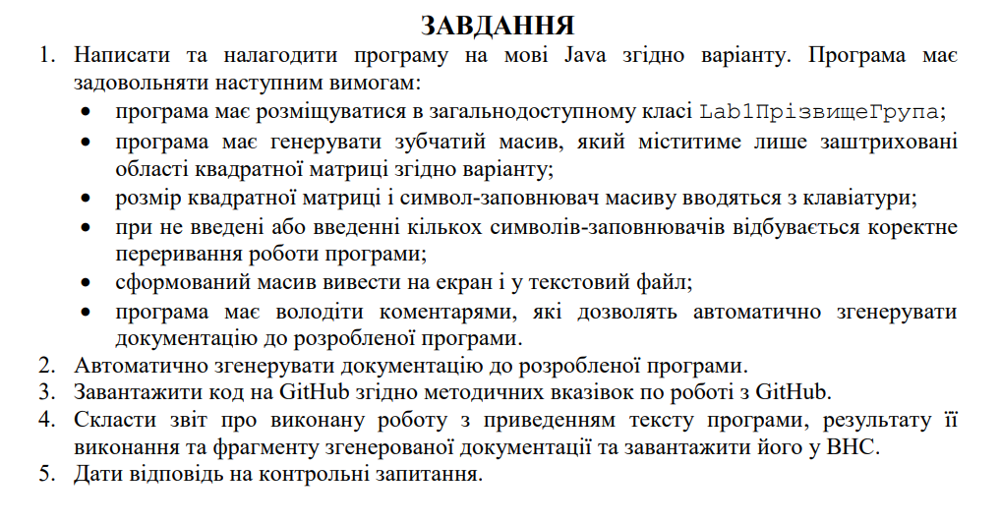 ЗАВДАННЯ
1. Написати та налагодити програму на мові Java згідно варіанту. Програма має
задовольняти наступним вимогам:
• програма має розміщуватися в загальнодоступному класі Lab1ПрізвищеГрупа;
• програма має генерувати зубчатий масив, який міститиме лише заштриховані
області квадратної матриці згідно варіанту;
• розмір квадратної матриці і символ-заповнювач масиву вводяться з клавіатури;
• при не введені або введенні кількох символів-заповнювачів відбувається коректне
переривання роботи програми;
• сформований масив вивести на екран і у текстовий файл;
• програма має володіти коментарями, які дозволять автоматично згенерувати
документацію до розробленої програми.
2. Автоматично згенерувати документацію до розробленої програми.
3. Завантажити код на GitHub згідно методичних вказівок по роботі з GitHub.
4. Скласти звіт про виконану роботу з приведенням тексту програми, результату її
виконання та фрагменту згенерованої документації та завантажити його у ВНС.
5. Дати відповідь на контрольні запитання.